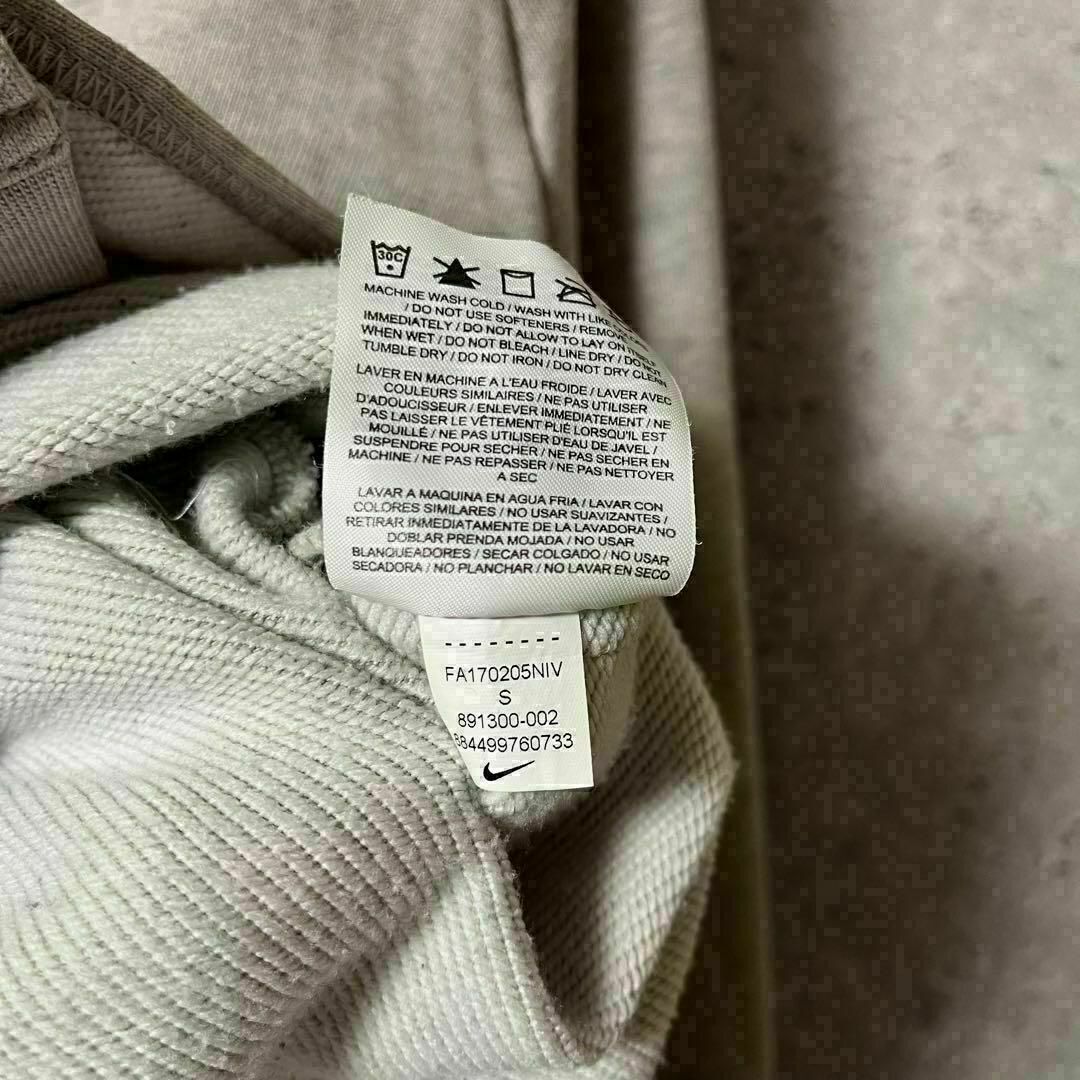 30C
MACHINE WASH COLD / WASH WITH LIKE
/ DO NOT USE SOFTENERS / REMOVE
IMMEDIATELY / DO NOT ALLOW TO LAY ON ITSELF
WHEN WET / DO NOT BLEACH / LINE DRY / DO NOT
TUMBLE DRY / DO NOT IRON / DO NOT DRY CLEAN
LAVER EN MACHINE A L'EAU FROIDE / LAVER AVEC
COULEURS SIMILAIRES / NE PAS UTILISER
D'ADOUCISSEUR / ENLEVER IMMEDIATEMENT / NE
PAS LAISSER LE VÊTEMENT PLIÉ LORSQU'IL EST
MOUILLÉ / NE PAS UTILISER D'EAU DE JAVEL /
SUSPENDRE POUR SECHER / NE PAS SECHER EN
MACHINE / NE PAS REPASSER / NE PAS NETTOYER
A SEC
LAVAR A MAQUINA EN AGUA FRIA / LAVAR CON
COLORES SIMILARES / NO USAR SUAVIZANTES /
RETIRAR INMEDIATAMENTE DE LA LAVADORA / NO
DOBLAR PRENDA MOJADA / NO USAR
BLANQUEADORES / SECAR COLGADO / NO USAR
SECADORA / NO PLANCHAR / NO LAVAR EN SECO
FA170205NIV
S
891300-002
884499760733